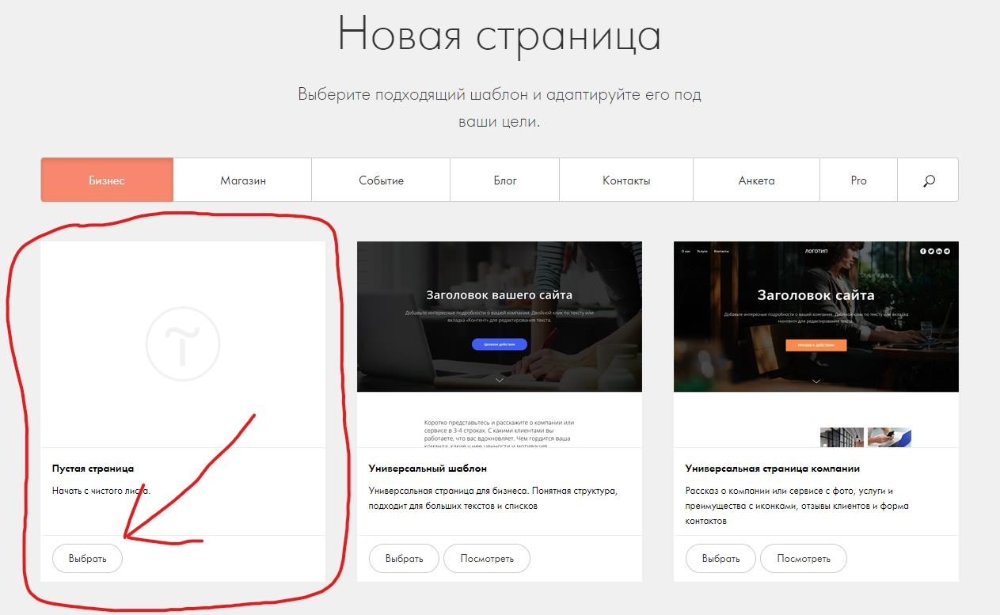 Новая страница
Выберите подходящий шаблон и адаптируйте его под
ваши цели.
Бизнес
Магазин
Событие
Блог
Контакты
Анкета
Pro
Пустая страница
Начать с чистого листа.
Выбрать
Заголовок вашего сайта
Добавьте интересные подробности о вашей компании. Двойной клик по тексту или
вкладка «Контент» для редактирования текста.
Целевое действие
Коротко представьтесь и расскажите о компании или
сервисе в 3-4 строках. С какими клиентами вы
работаете, что вас вдохновляет. Чем гордится ваша
команда, какие у нее ценности и мотивация.
Универсальный шаблон
Универсальная страница для бизнеса. Понятная структура,
подходит для больших текстов и списков
Выбрать
Посмотреть
О нас
Услуги
Контакты
ЛОГОТИП
Заголовок сайта
Добавьте интересные подробности о вашей компании. Двойной клик по тексту или вкладка
«Контент» для редактирования текста.
ПРИЗЫВ К ДЕЙСТВИЮ
Универсальная страница компании
Рассказ о компании или сервисе с фото, услуги и
преимущества с иконками, отзывы клиентов и форма
контактов
Выбрать
Посмотреть